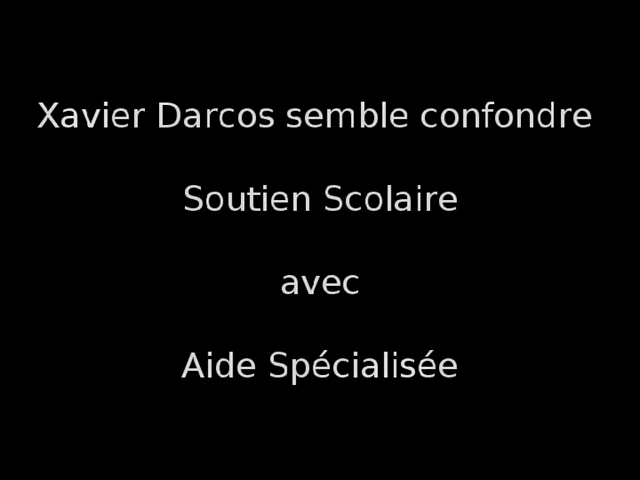 Xavier Darcos semble confondre
Soutien Scolaire
avec
Aide Spécialisée